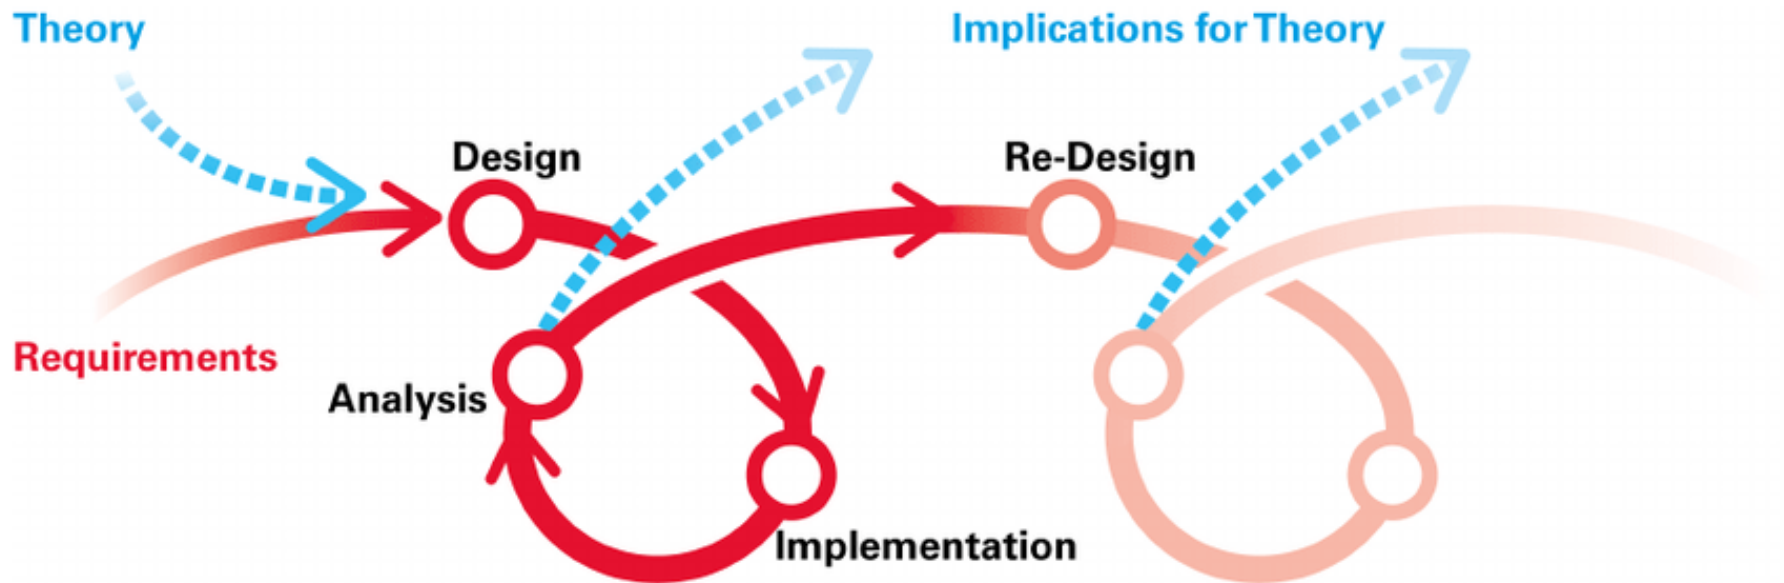 Theory
Implications for Theory
Design
Re-Design
Requirements
Analysis
Implementation